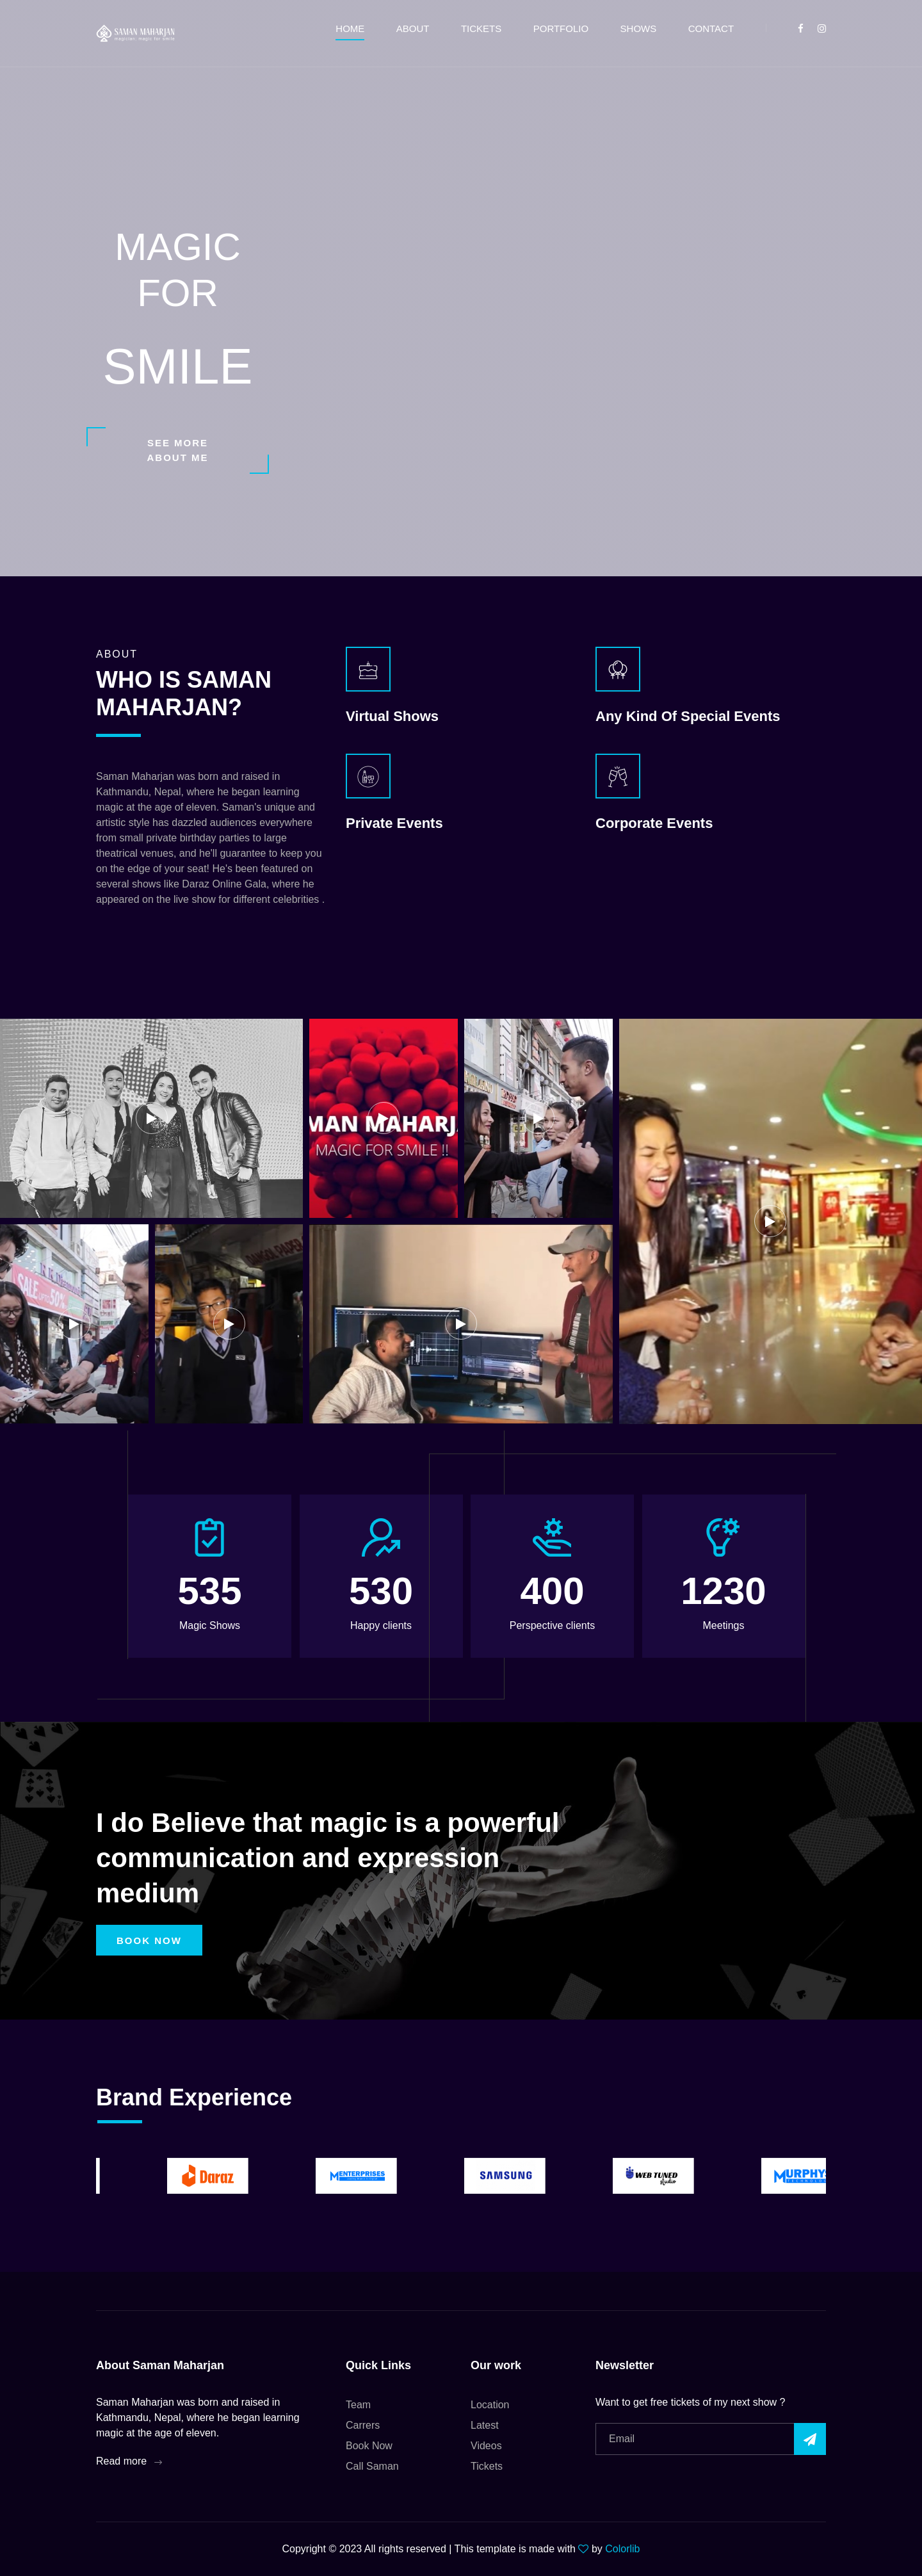 SAMAN MAHARJAN
magician, magic for smile
HOME
ABOUT
TICKETS
PORTFOLIO
SHOWS
CONTACT
MAGIC
FOR
SMILE
SEE MORE
ABOUT ME
ABOUT
WHO IS SAMAN
MAHARJAN?
Saman Maharjan was born and raised in
Kathmandu, Nepal, where he began learning
magic at the age of eleven. Saman's unique and
artistic style has dazzled audiences everywhere
from small private birthday parties to large
theatrical venues, and he'll guarantee to keep you
on the edge of your seat! He's been featured on
several shows like Daraz Online Gala, where he
appeared on the live show for different celebrities .
Virtual Shows
Any Kind Of Special Events
Private Events
Corporate Events
MAN MAHARJ
MAGIC FOR SMILE !!
SALE 50%
535
Magic Shows
530
Happy clients
400
Perspective clients
1230
Meetings
I do Believe that magic is a powerful
communication and expression
medium
BOOK NOW
Brand Experience
Daraz
ENTERPRISES
SAMSUNG
WEB TUNED
studio
MURPHYS
About Saman Maharjan
Saman Maharjan was born and raised in
Kathmandu, Nepal, where he began learning
magic at the age of eleven.
Read more →
Quick Links
Team
Carrers
Book Now
Call Saman
Our work
Location
Latest
Videos
Tickets
Newsletter
Want to get free tickets of my next show ?
Email
Copyright © 2023 All rights reserved | This template is made with ♡ by Colorlib